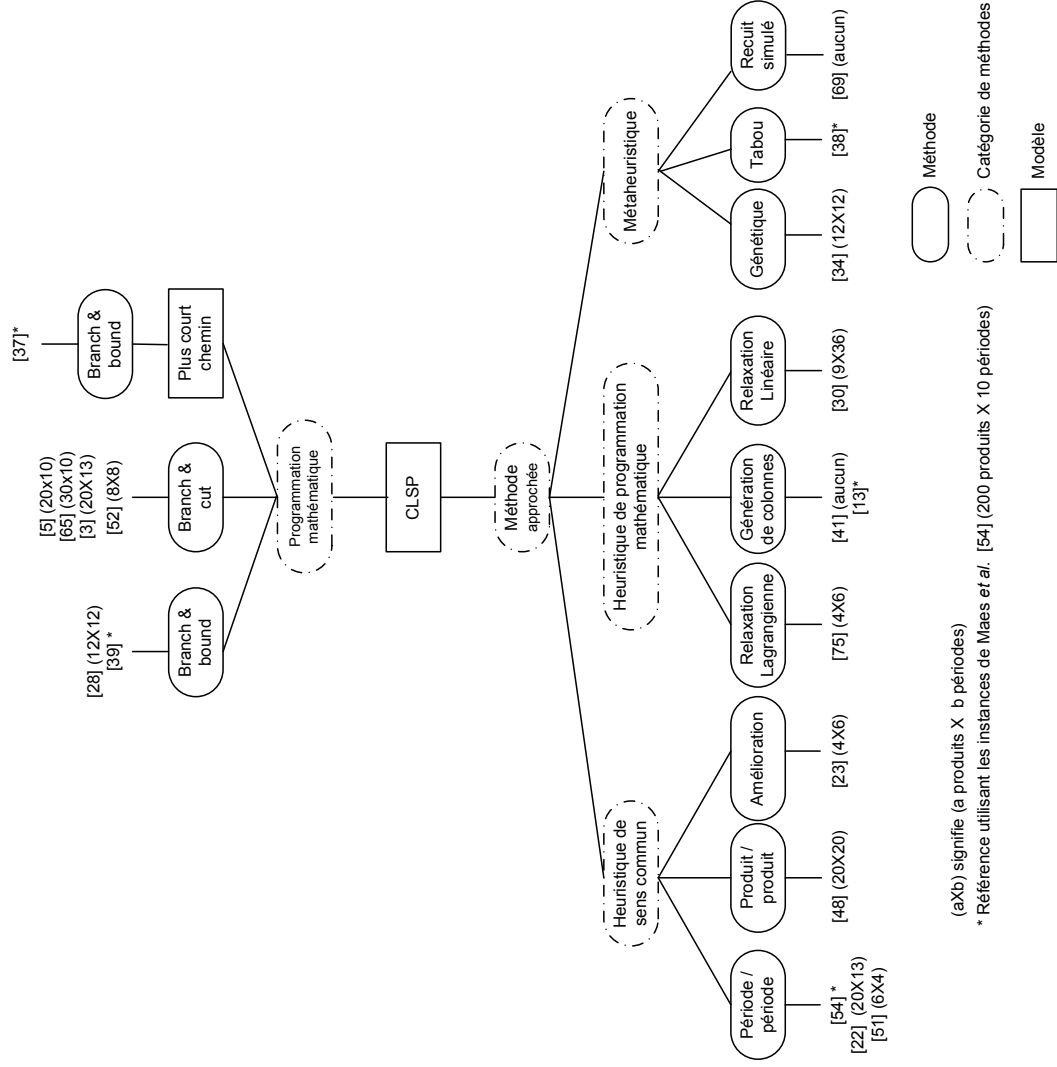 [37]*
Branch &
bound
Plus court
chemin
[5] (20x10)
[65] (30x10)
[3] (20X13)
[52] (8X8)
Branch &
cut
[28] (12X12)
[39] *
Branch &
bound
Programmation
mathématique
CLSP
Méthode
approchée
Heuristique de
sens commun
Heuristique de programmation
mathématique
Métaheuristique
Période /
période
Produit /
produit
Amélioration
Relaxation
Lagrangienne
Génération
de colonnes
Relaxation
Linéaire
Génétique
Tabou
Recuit
simulé
[54] *
[22] (20X13)
[51] (6X4)
[48] (20X20)
[23] (4X6)
[75] (4X6)
[41] (aucun)
[13]*
[30] (9X36)
[34] (12X12)
[38]*
[69] (aucun)
(aXb) signifie (a produits X b périodes)
* Référence utilisant les instances de Maes et al. [54] (200 produits X 10 périodes)
Méthode
Catégorie de méthodes
Modèle